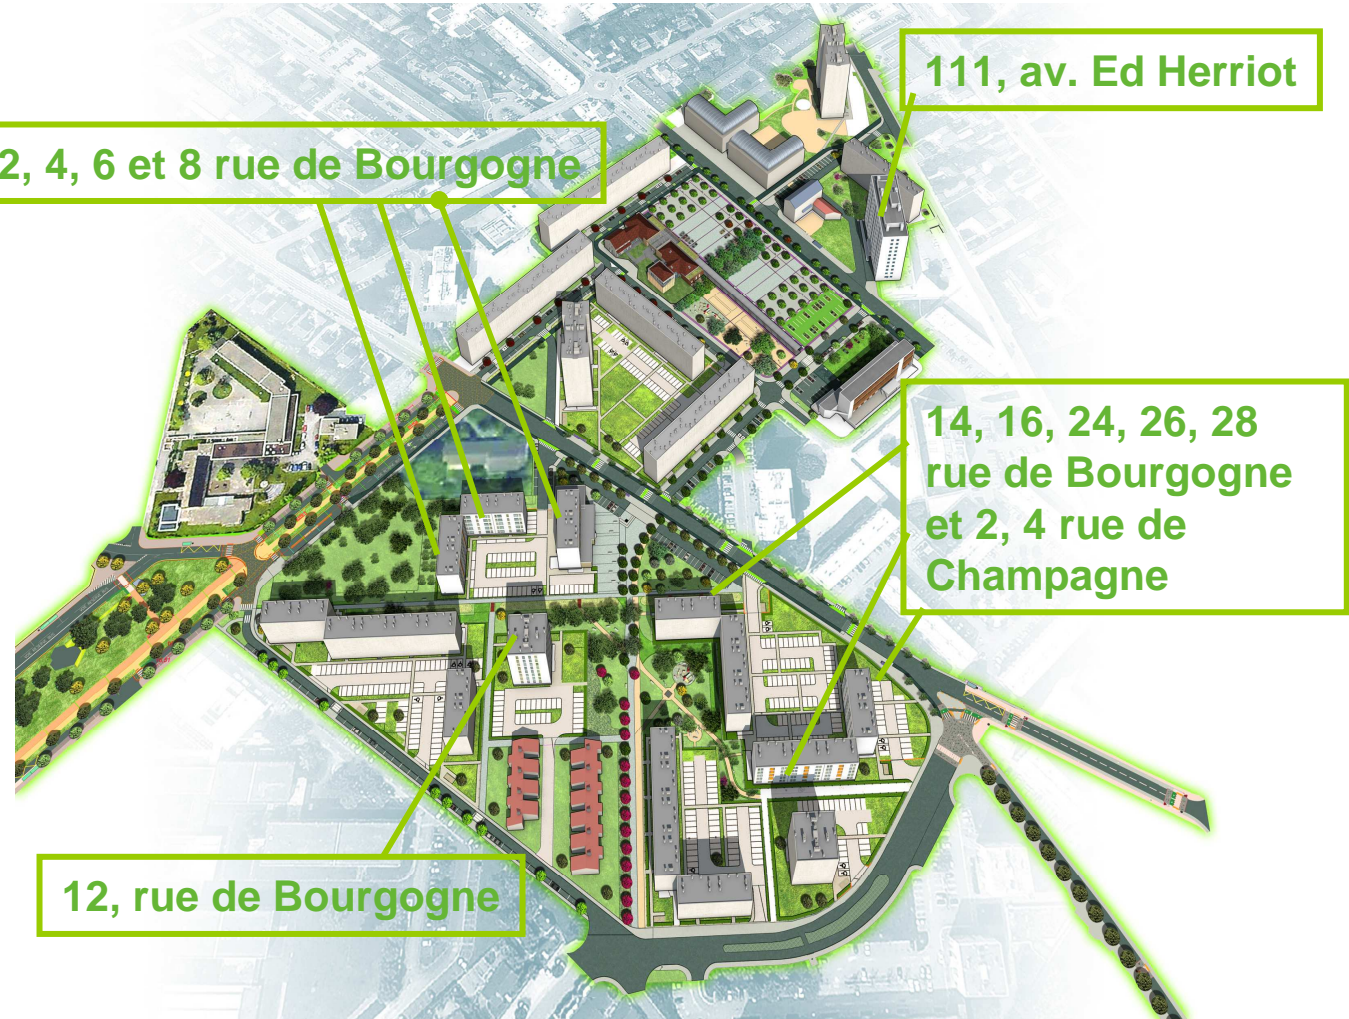 111, av. Ed Herriot
2, 4, 6 et 8 rue de Bourgogne
14, 16, 24, 26, 28
rue de Bourgogne
et 2, 4 rue de
Champagne
12, rue de Bourgogne